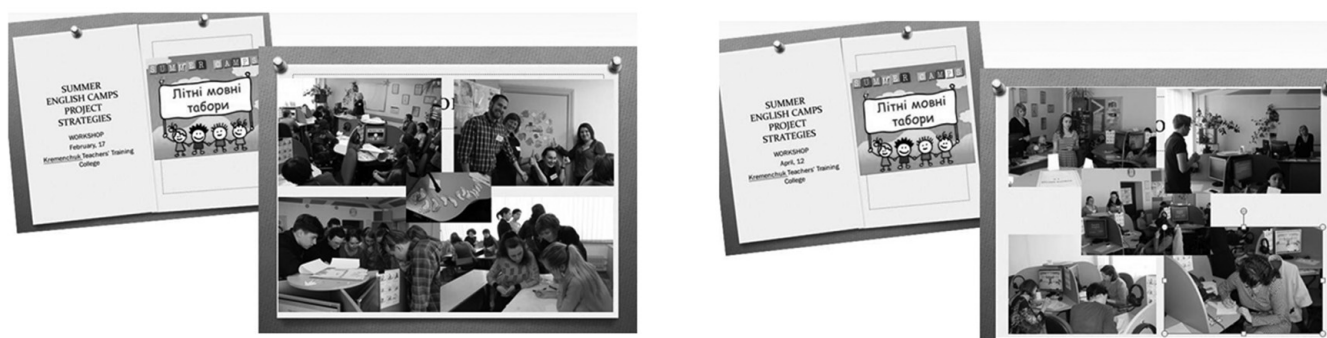 SUMMER
ENGLISH CAMPS
PROJECT
STRATEGIES
WORKSHOP
February, 17
Kremenchuk Teachers' Training
College
SUMMER CAMPS
Літні мовні
табори
SUMMER
ENGLISH CAMPS
PROJECT
STRATEGIES
WORKSHOP
April, 12
Kremenchuk Teachers' Training
College
SUMMER CAMPS
Літні мовні
табори